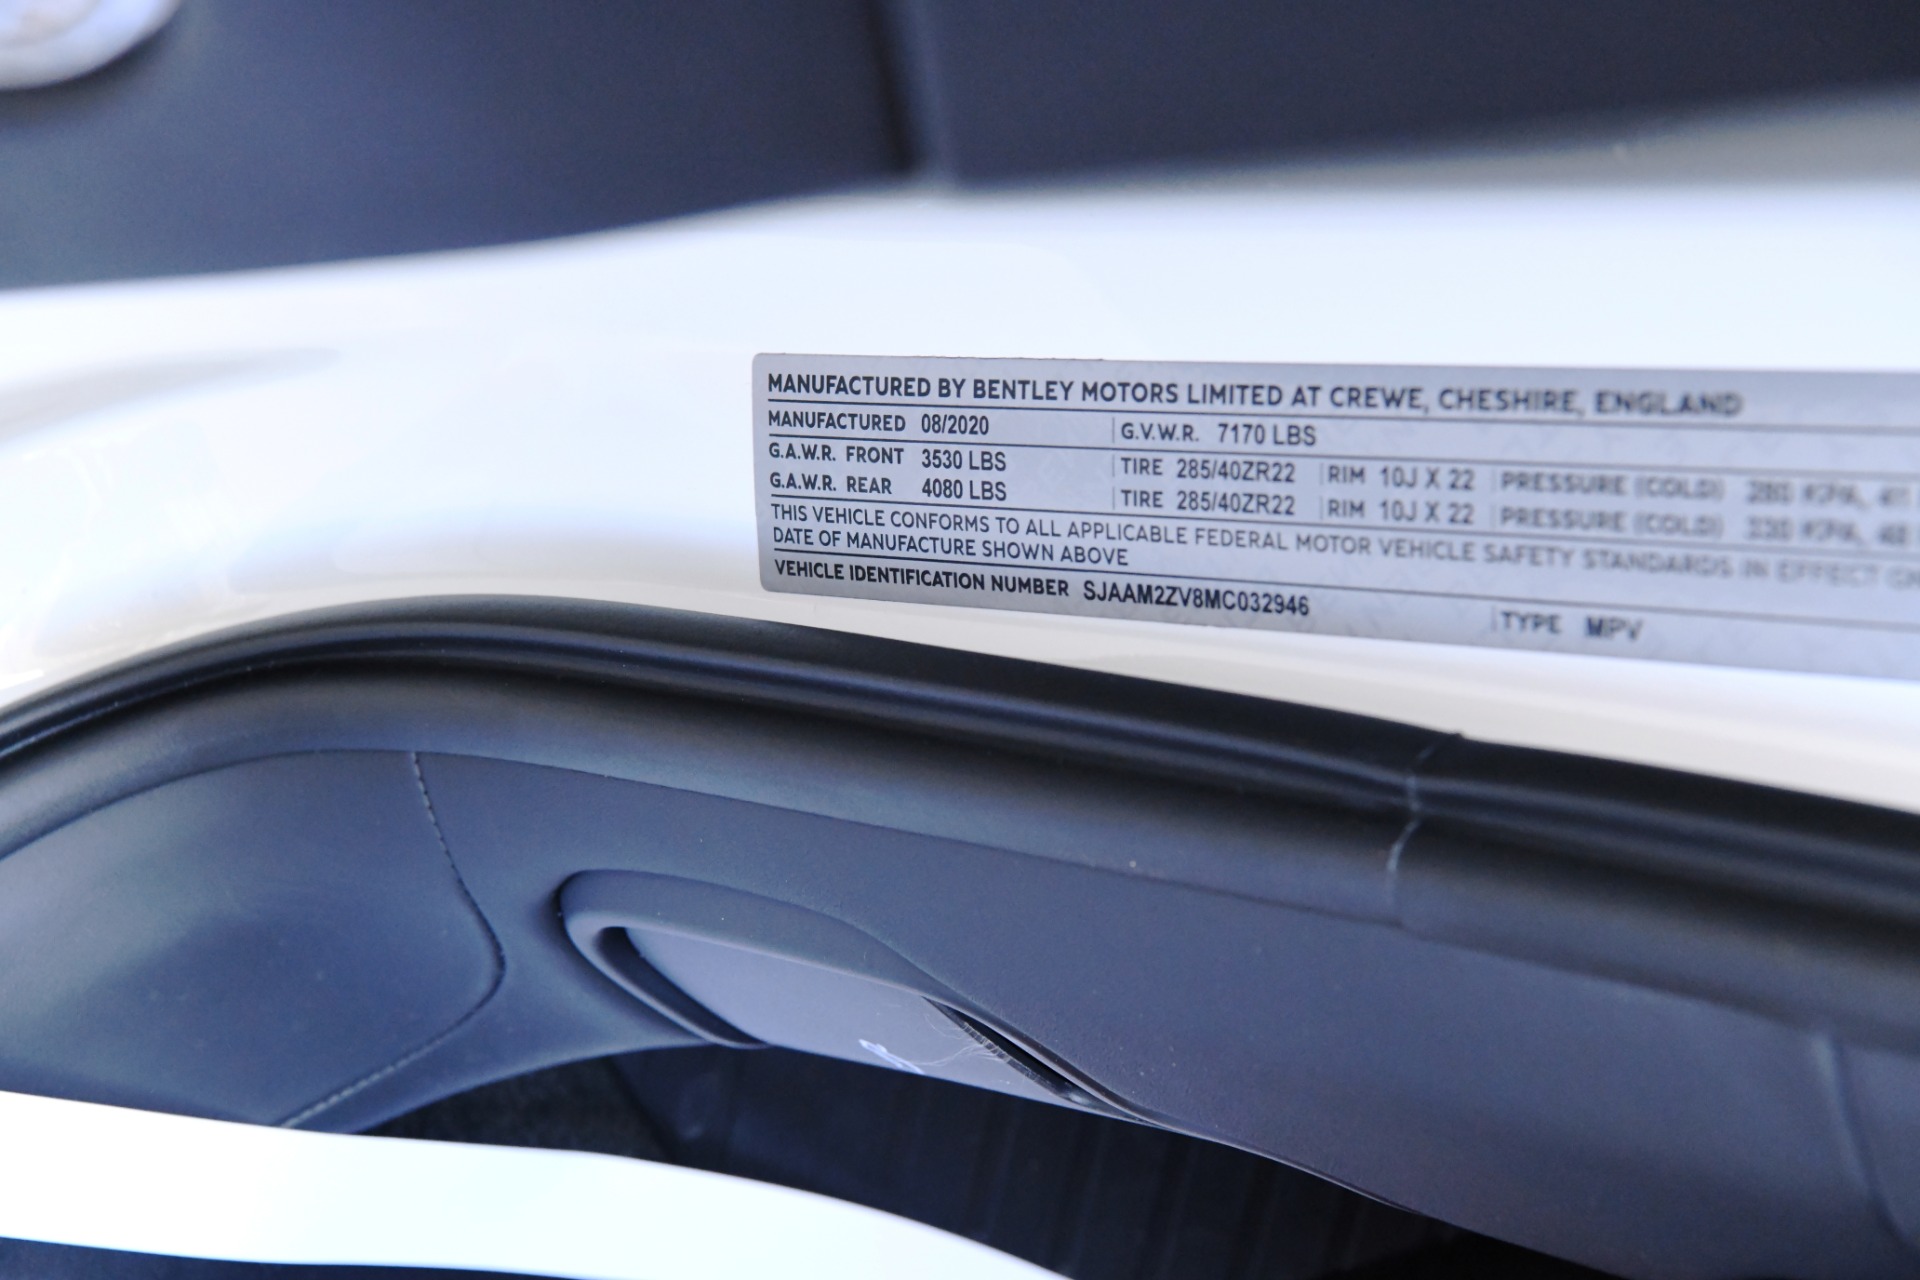 MANUFACTURED BY BENTLEY MOTORS LIMITED AT CREWE, CHESHIRE, ENGLAND
MANUFACTURED 08/2020 G.V.W.R. 7170 LBS
G.A.W.R. FRONT 3530 LBS TIRE 285/40ZR22 RIM 10J X 22 PRESSURE (COLD)
G.A.W.R. REAR 4080 LBS TIRE 285/40ZR22 RIM 10J X 22 PRESSURE (COLD)
THIS VEHICLE CONFORMS TO ALL APPLICABLE FEDERAL MOTOR VEHICLE SAFETY STANDARDS IN EFFECT
DATE OF MANUFACTURE SHOWN ABOVE
VEHICLE IDENTIFICATION NUMBER SJAAM2ZV8MC032946 TYPE MPV